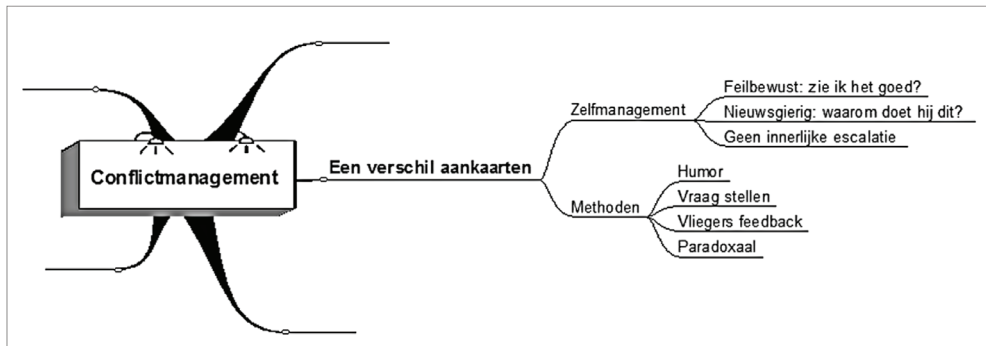 Conflictmanagement
Een verschil aankaarten
Zelfmanagement
Feilbewust: zie ik het goed?
Nieuwsgierig: waarom doet hij dit?
Geen innerlijke escalatie
Methoden
Humor
Vraag stellen
Vliegers feedback
Paradoxaal